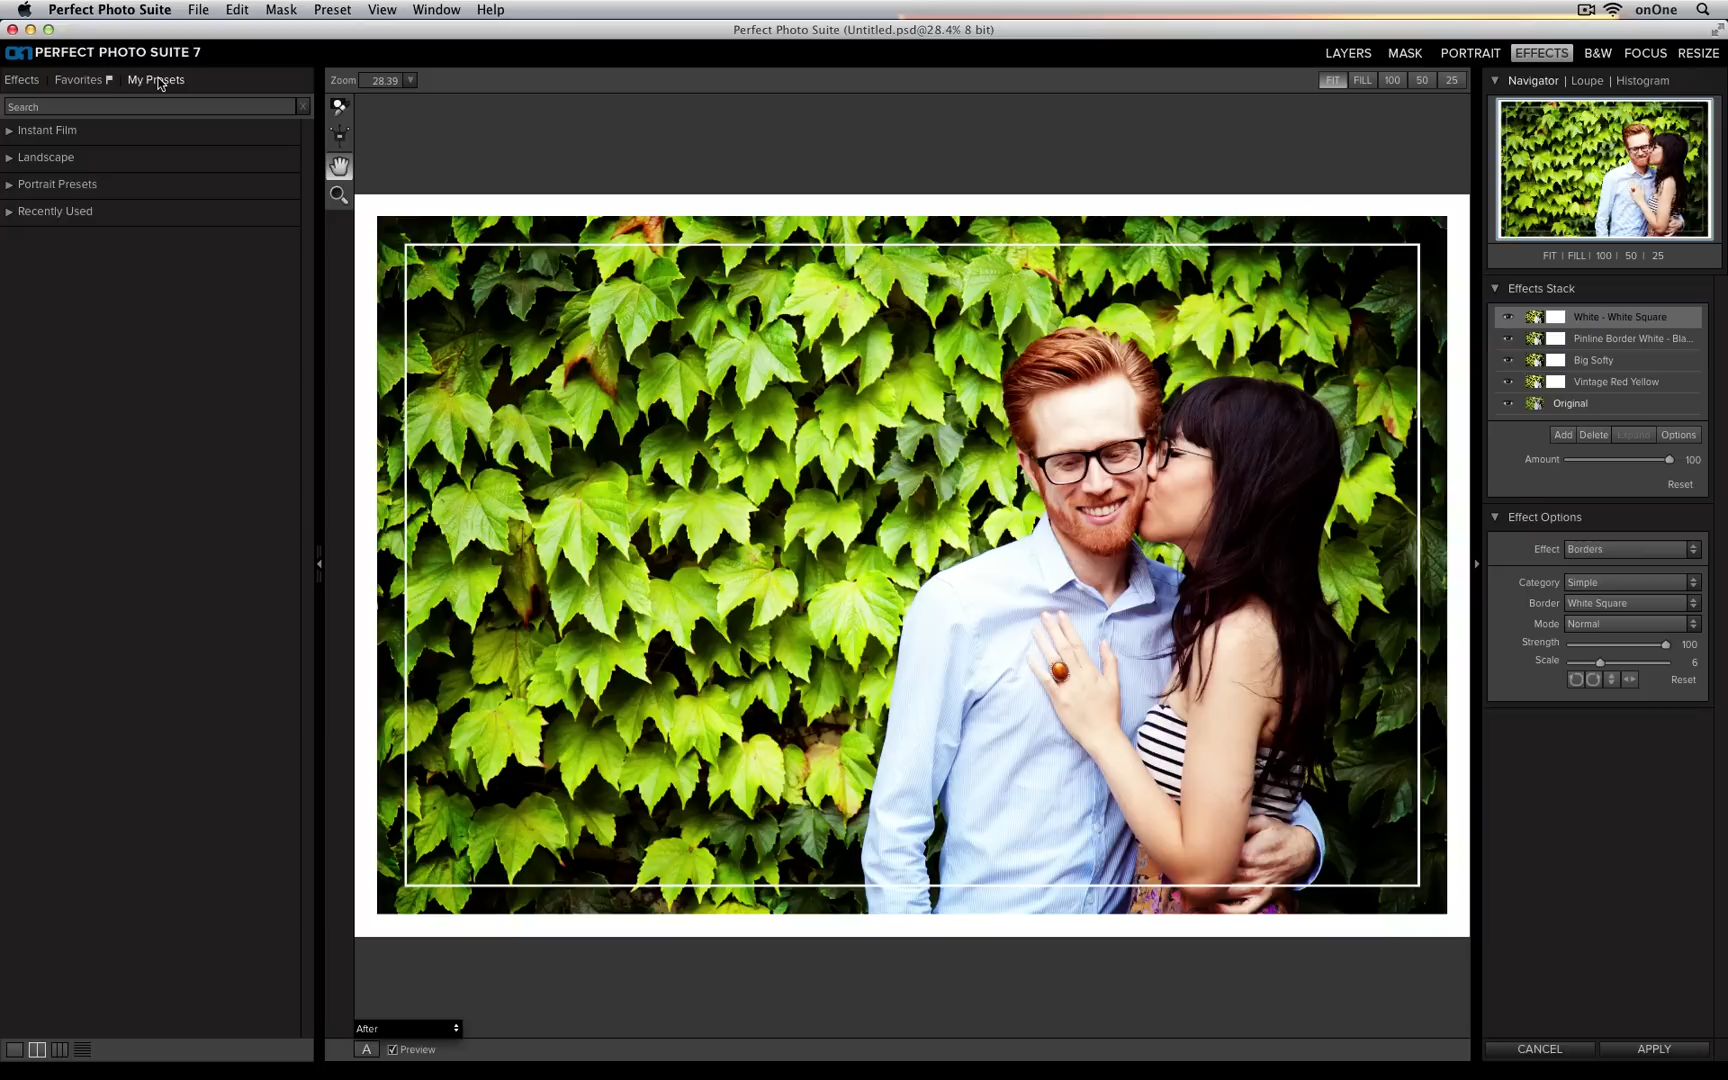 Perfect Photo Suite File Edit Mask Preset View Window Help onOne
Perfect Photo Suite (Untitled.psd@28.4% 8 bit)
on PERFECT PHOTO SUITE 7 LAYERS MASK PORTRAIT EFFECTS B&W FOCUS RESIZE
Effects Favorites My Presets
Zoom 28.39 FIT FILL 100 50 25
Navigator | Loupe | Histogram
Search X
Instant Film
Landscape
Portrait Presets
Recently Used
FIT | FILL | 100 | 50 | 25
Effects Stack
White - White Square
Pinline Border White - Bla...
Big Softy
Vintage Red Yellow
Original
Add Delete Expand Options
Amount 100
Reset
Effect Options
Effect Borders
Category Simple
Border White Square
Mode Normal
Strength 100
Scale 6
Reset
After
A Preview
CANCEL APPLY